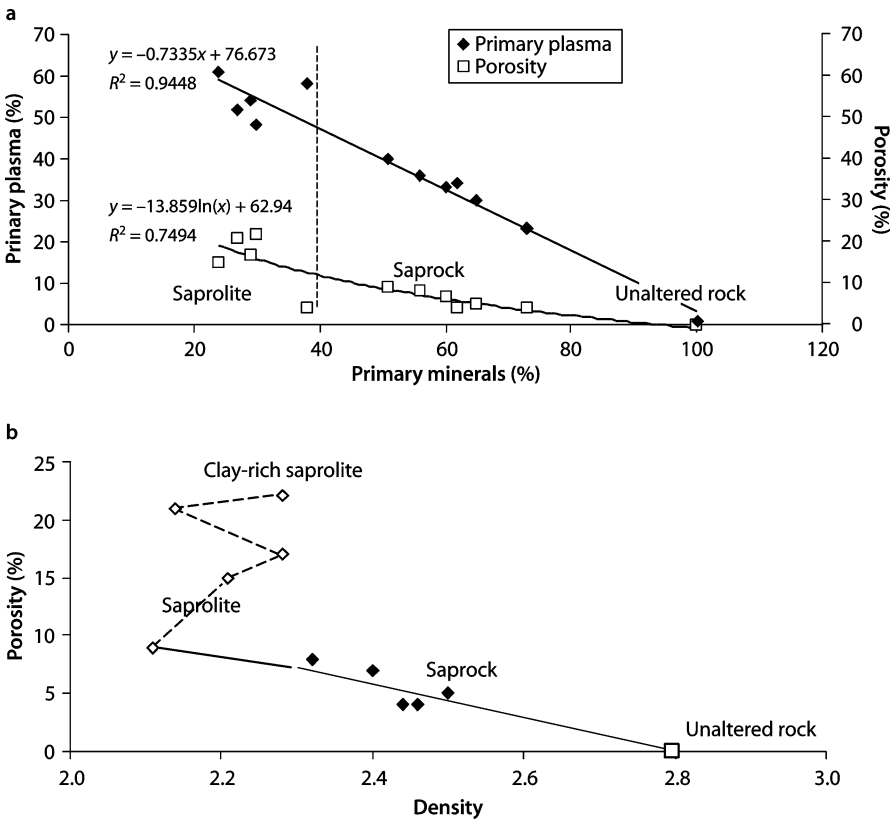 a
70
60
50
40
30
20
10
0
Primary plasma (%)
y = –0.7335x + 76.673
R² = 0.9448
y = –13.859ln(x) + 62.94
R² = 0.7494
Primary plasma
Porosity
Saprolite
Saprock
Unaltered rock
70
60
50
40
30
20
10
0
Porosity (%)
0 20 40 60 80 100 120
Primary minerals (%)
b
25
20
15
10
5
0
Porosity (%)
Clay-rich saprolite
Saprolite
Saprock
Unaltered rock
2.0 2.2 2.4 2.6 2.8 3.0
Density